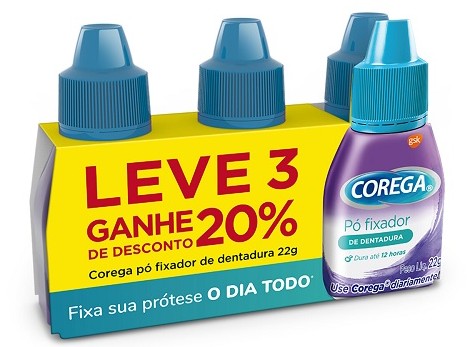 LEVE 3
GANHE
DE DESCONTO
20%
Corega pó fixador de dentadura 22g
Fixa sua prótese O DIA TODO*
gsk
COREGA®
Pó fixador
DE DENTADURA
Dura até 12 horas
Peso Líq. 22g
Use Corega® diariamente!